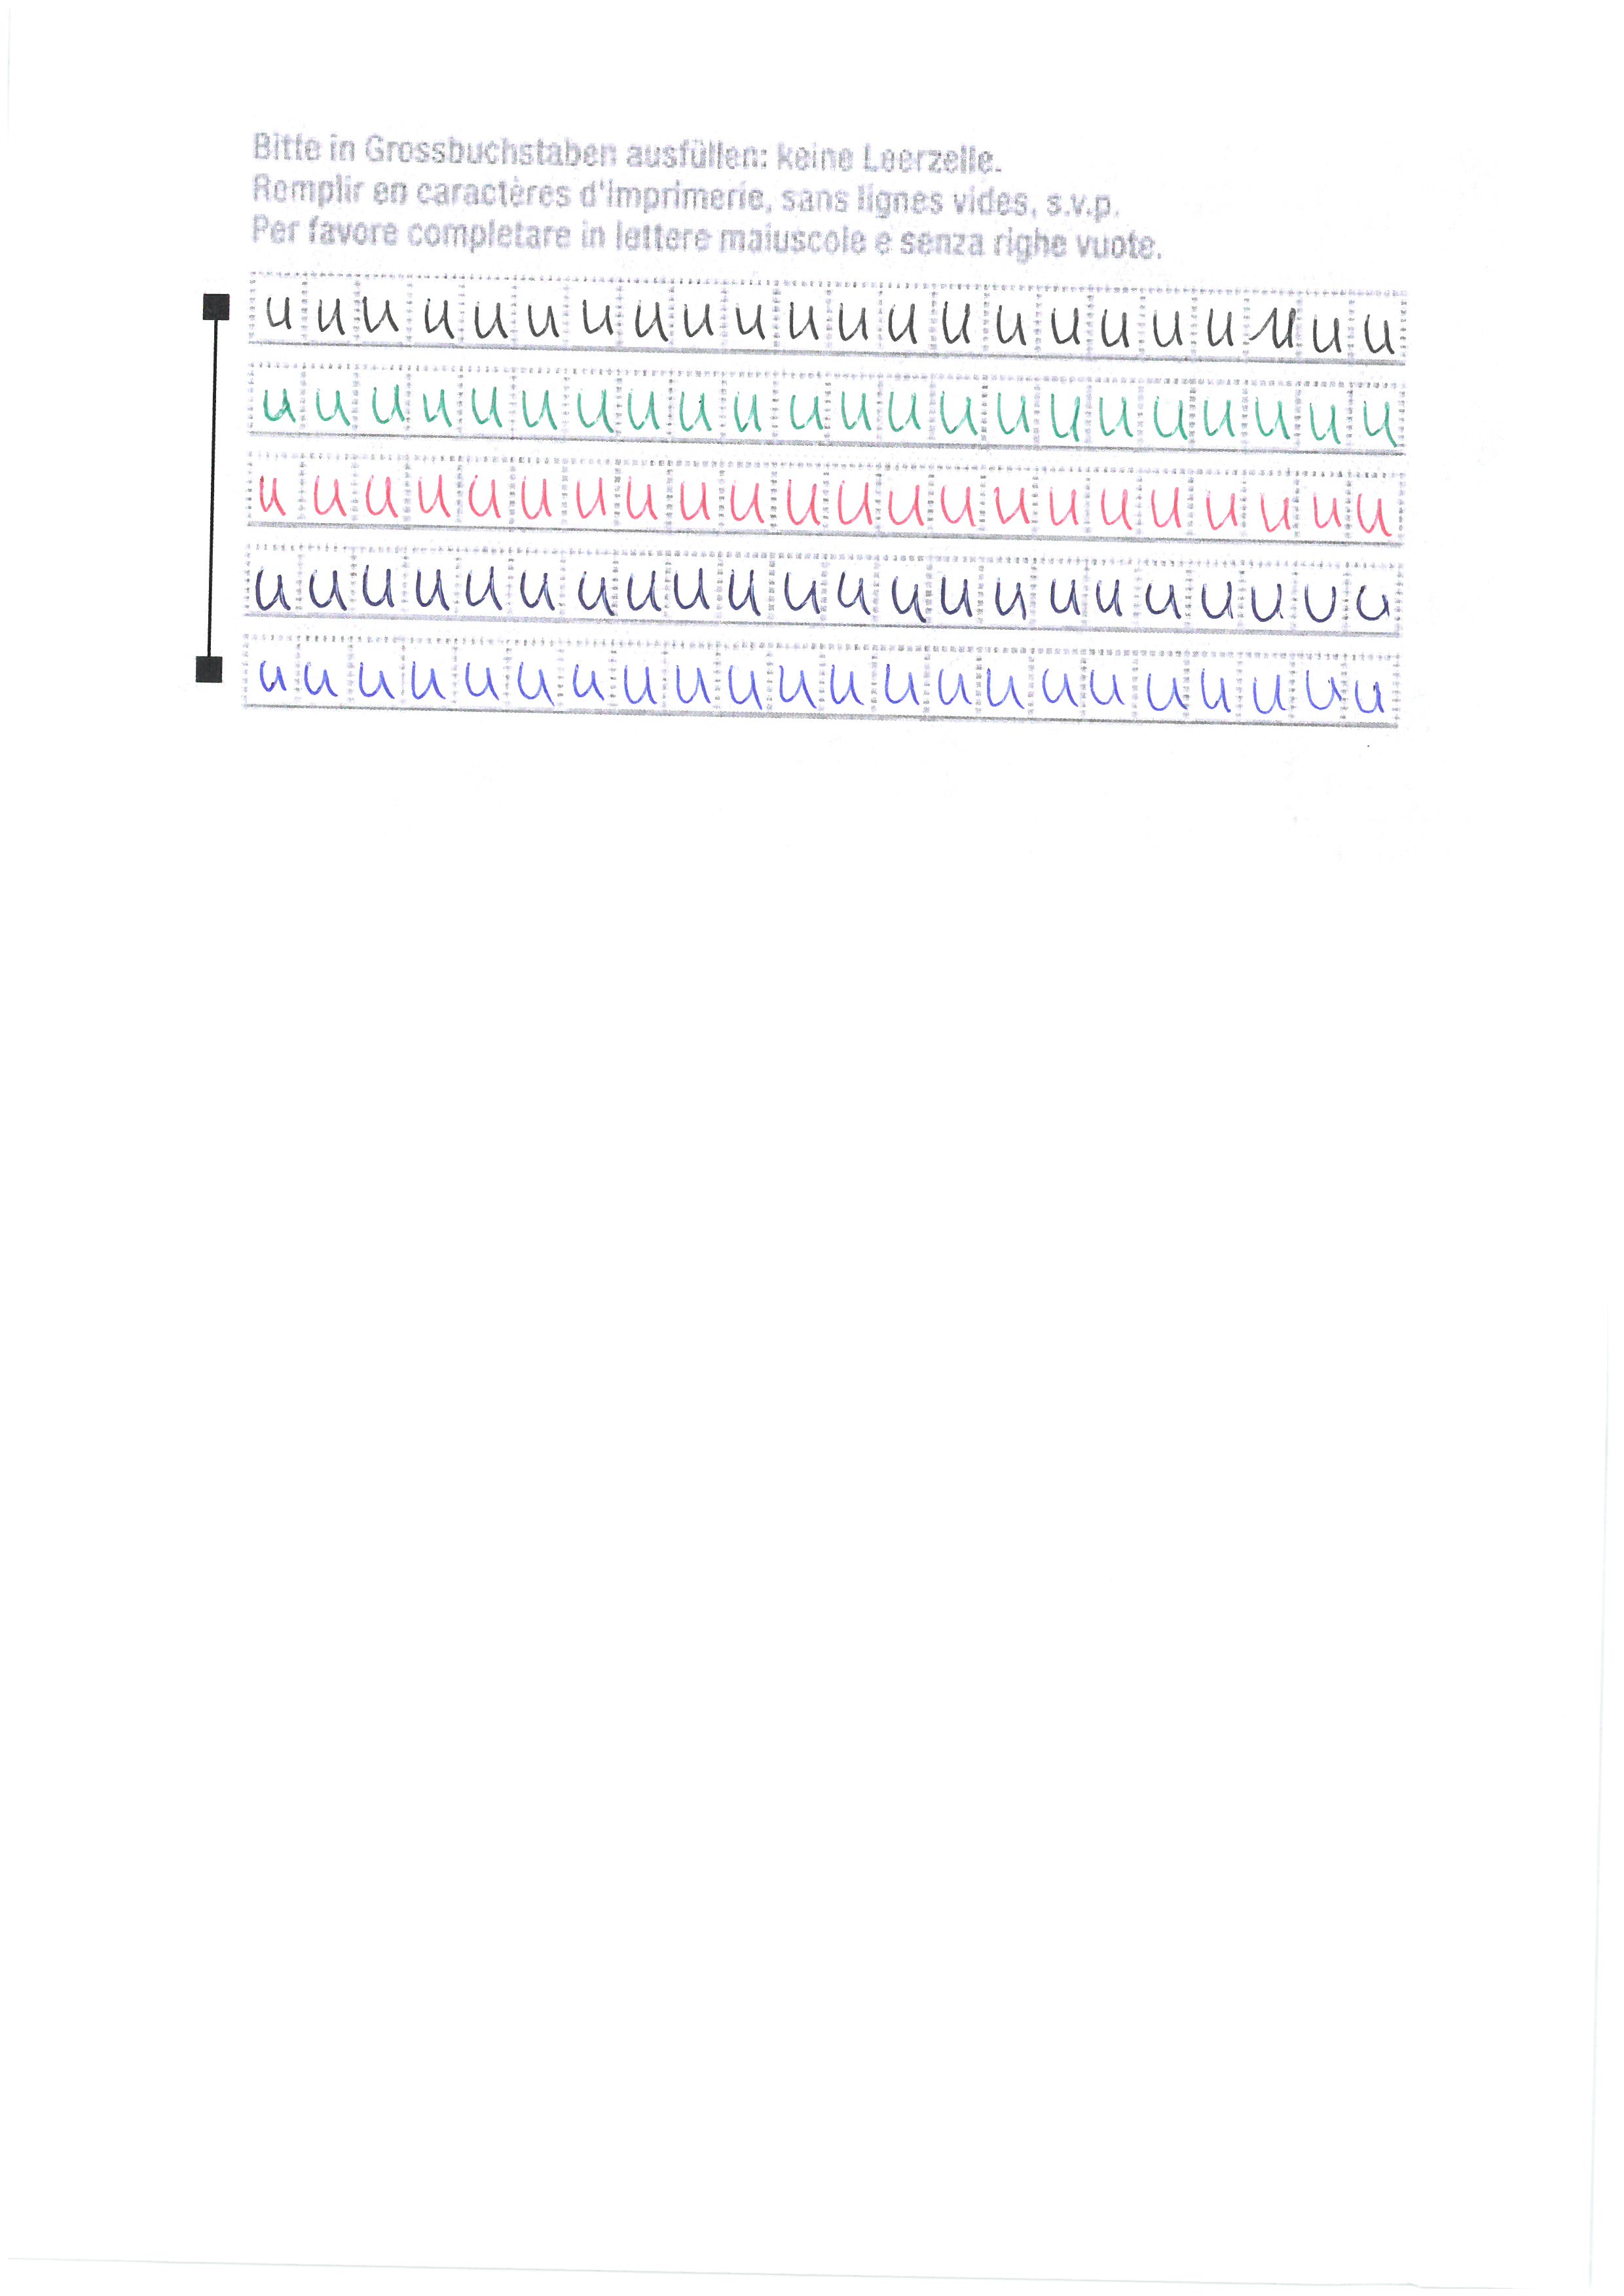 Bitte in Grossbuchstaben ausfüllen: keine Leerzeile.
Remplir en caractères d'imprimerie, sans lignes vides, s.v.p.
Per favore completare in lettere maiuscole e senza righe vuote.
u u u u u u u u u u u u u u u u u u u u u u
u u u u u u u u u u u u u u u u u u u u u u
u u u u u u u u u u u u u u u u u u u u u u
u u u u u u u u u u u u u u u u u u u u u u
u u u u u u u u u u u u u u u u u u u u u u